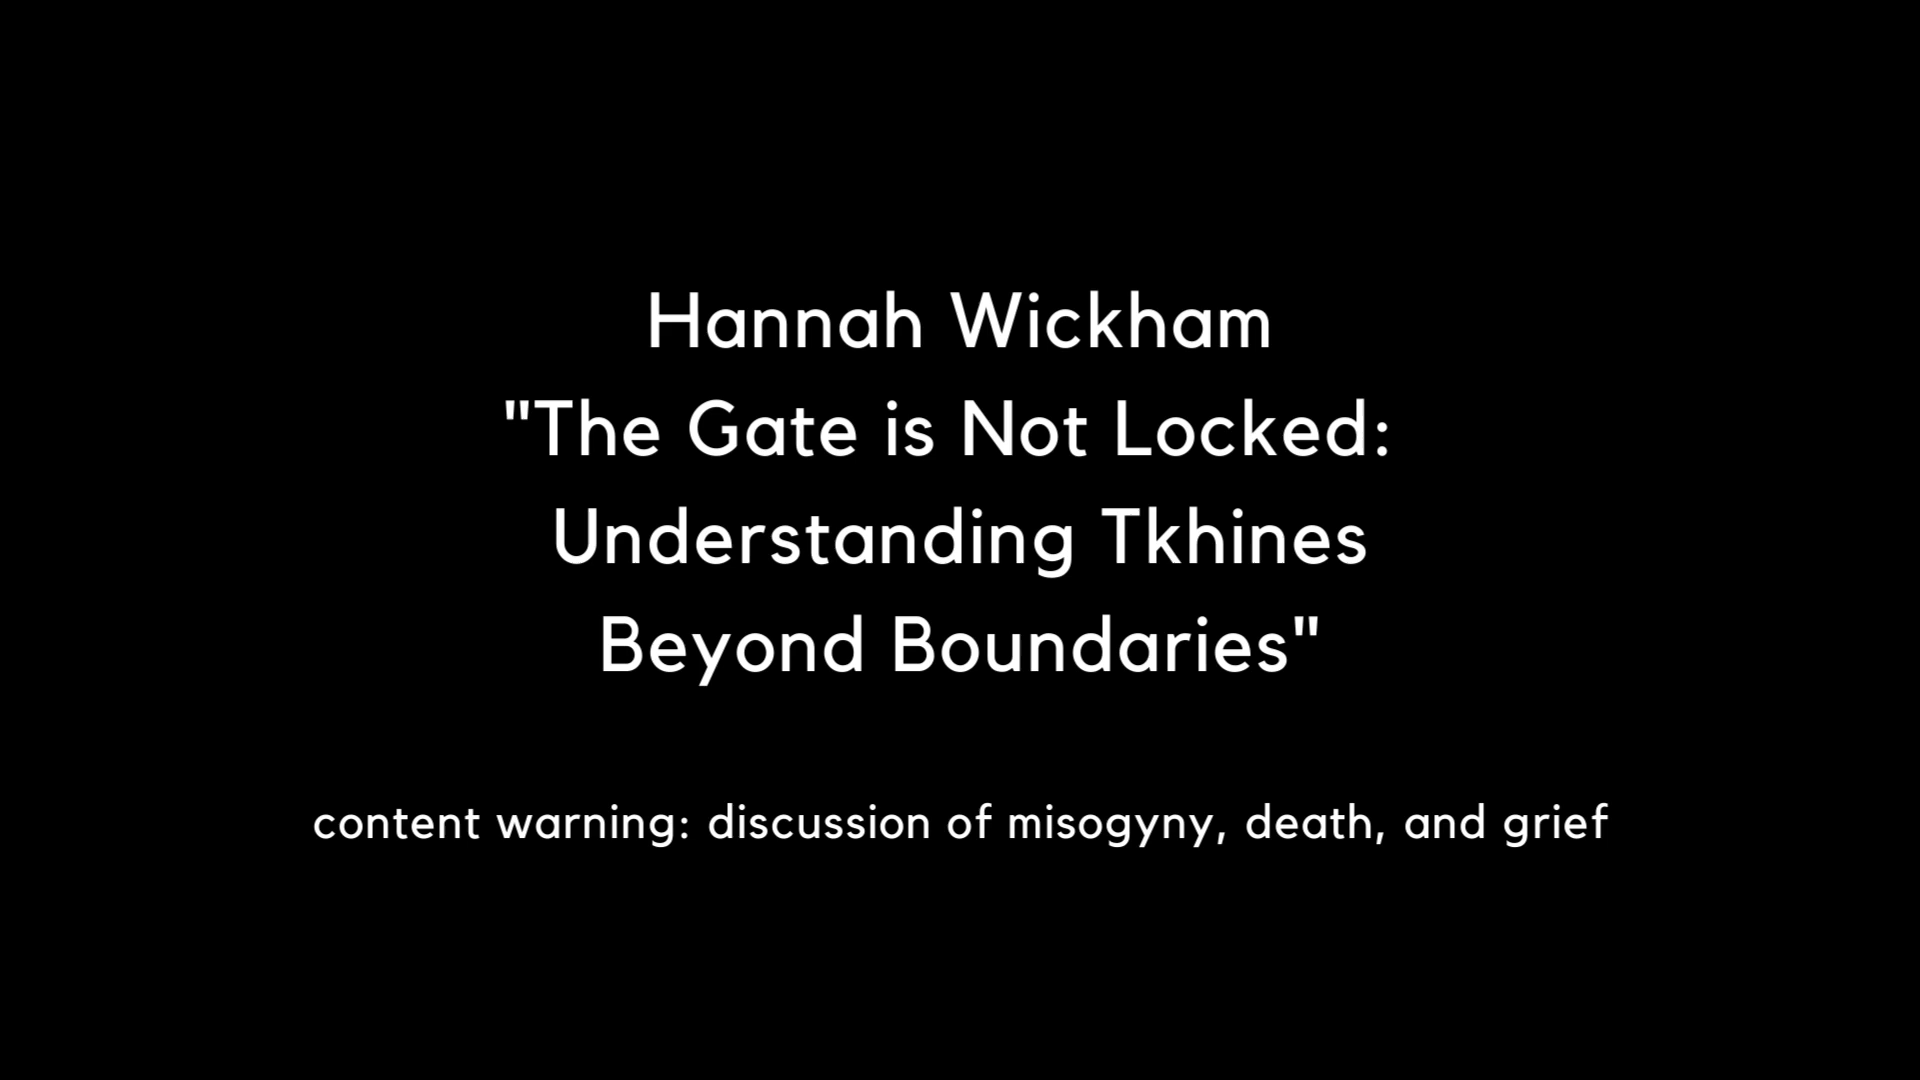 Hannah Wickham
"The Gate is Not Locked:
Understanding Tkhines
Beyond Boundaries"
content warning: discussion of misogyny, death, and grief